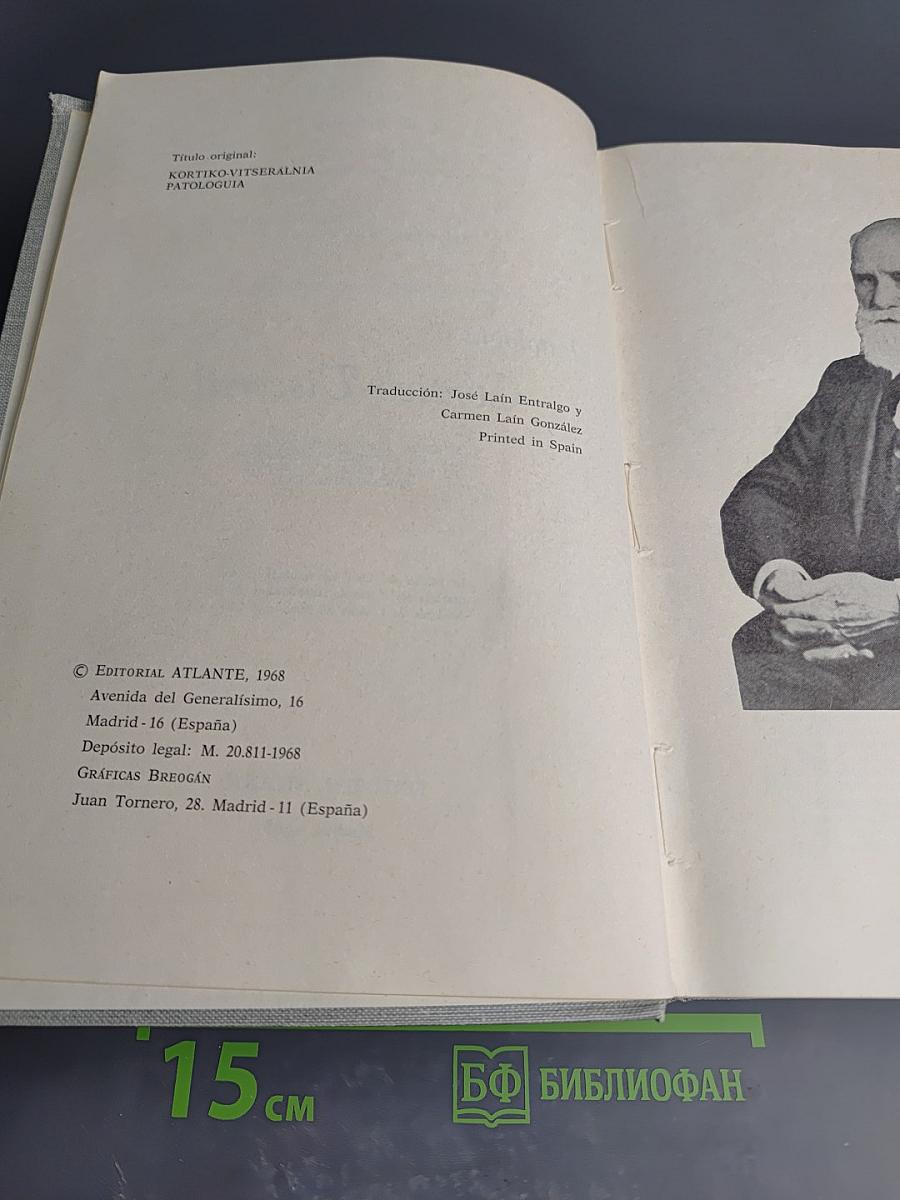 Título original:
KORTIKO-VITSERALNIA
PATOLOGUIA
Traducción: José Laín Entralgo y
Carmen Laín González
Printed in Spain
© EDITORIAL ATLANTE, 1968
Avenida del Generalísimo, 16
Madrid-16 (España)
Depósito legal: M. 20.811-1968
GRÁFICAS BREOGÁN
Juan Tornero, 28. Madrid-11 (España)
15 см
БФ БИБЛИОФАН